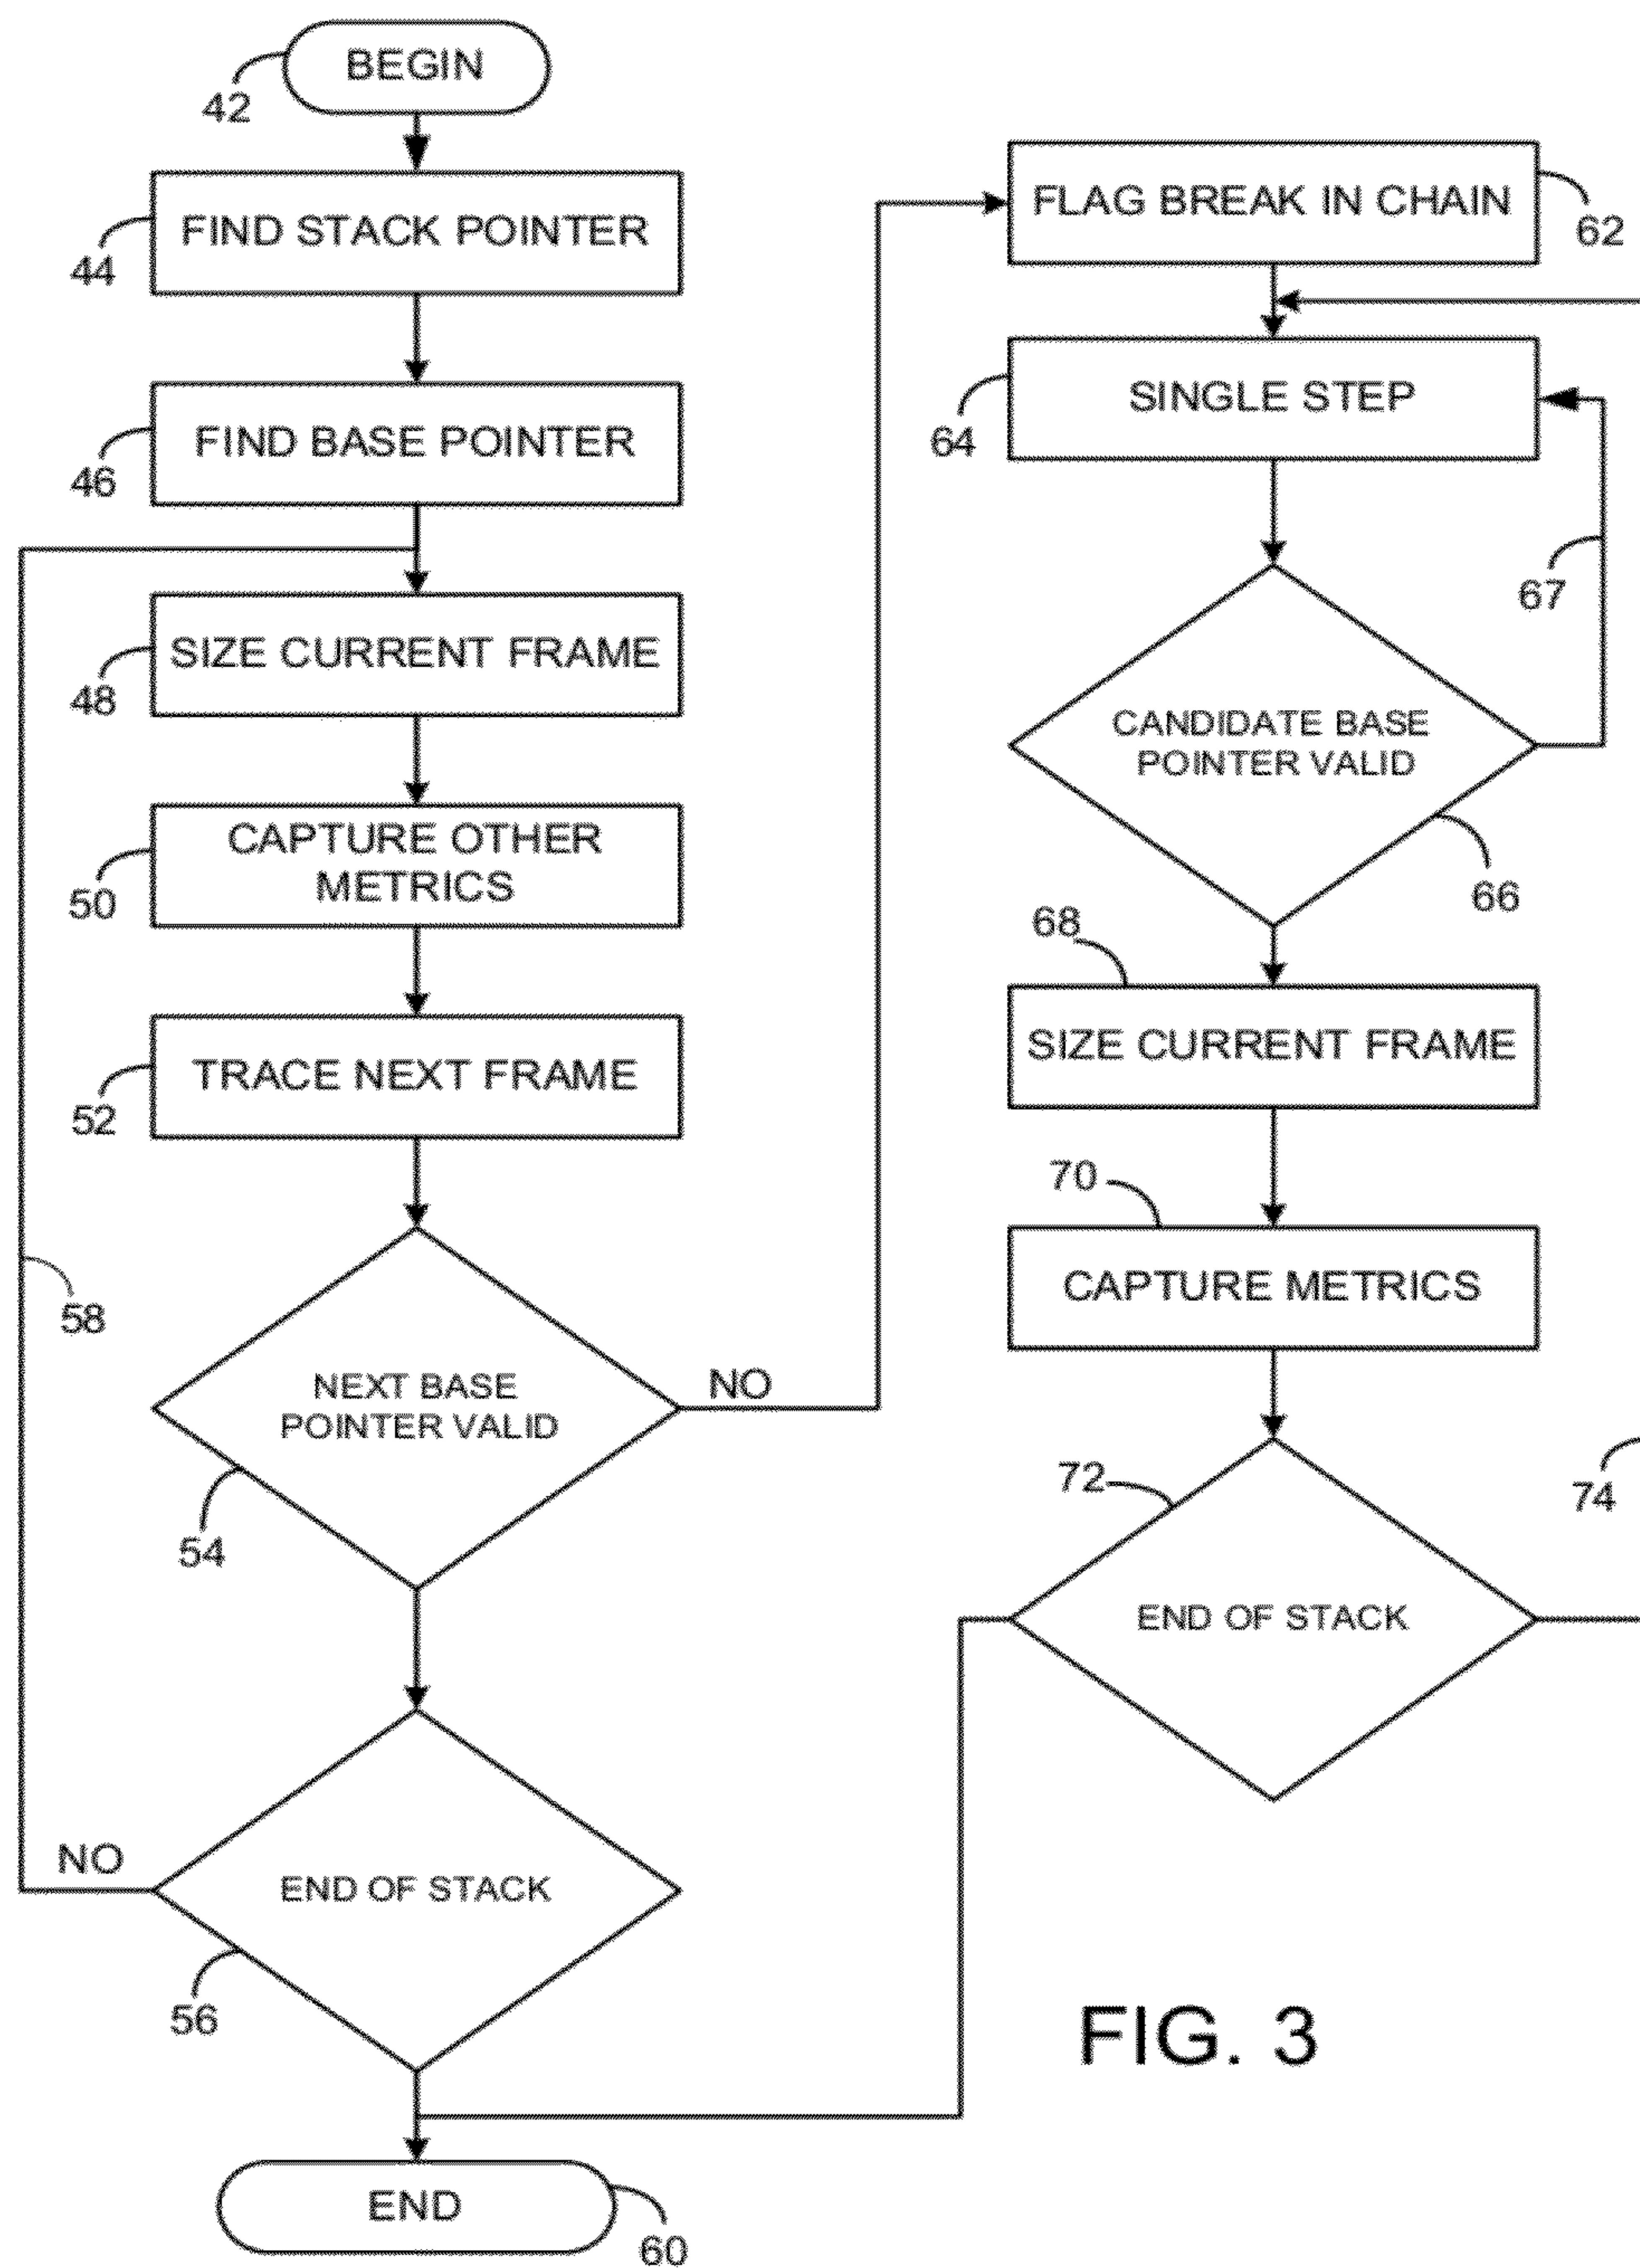 BEGIN
42
FIND STACK POINTER
44
FIND BASE POINTER
46
SIZE CURRENT FRAME
48
CAPTURE OTHER
METRICS
50
TRACE NEXT FRAME
52
58
NEXT BASE
POINTER VALID
NO
54
NO
END OF STACK
56
END
60
FLAG BREAK IN CHAIN
62
SINGLE STEP
64
67
CANDIDATE BASE
POINTER VALID
66
68
SIZE CURRENT FRAME
70
CAPTURE METRICS
72
74
END OF STACK
FIG. 3